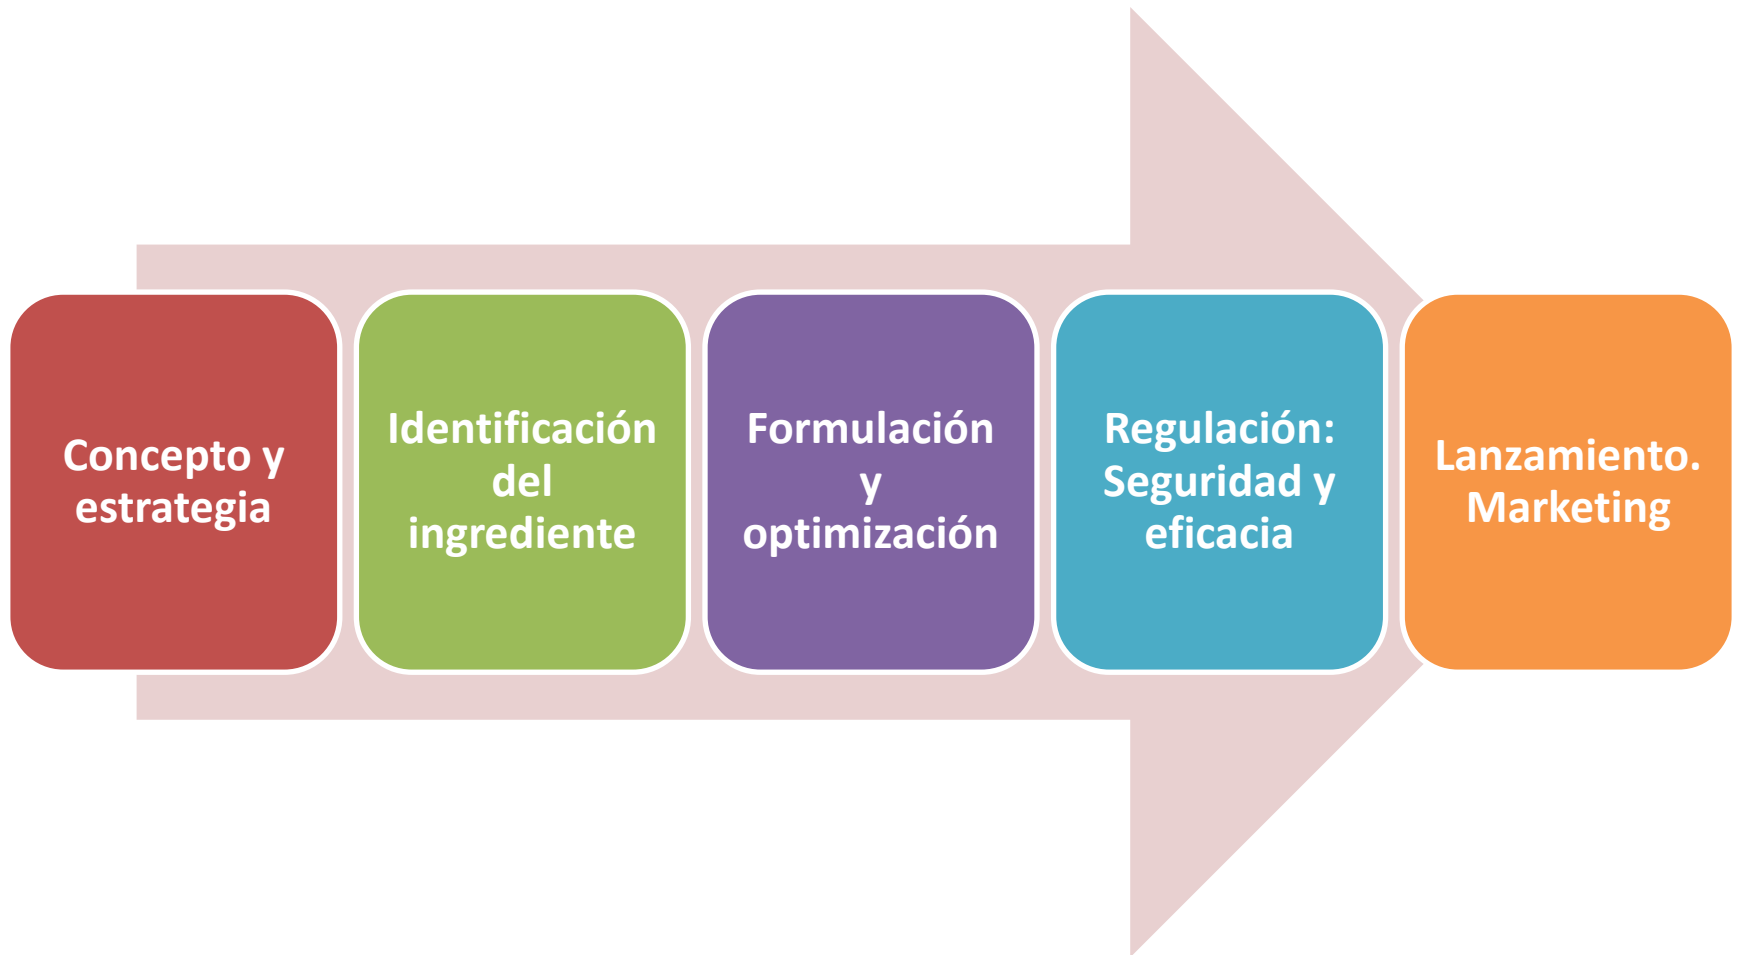 Concepto y
estrategia
Identificación
del
ingrediente
Formulación
y
optimización
Regulación:
Seguridad y
eficacia
Lanzamiento.
Marketing